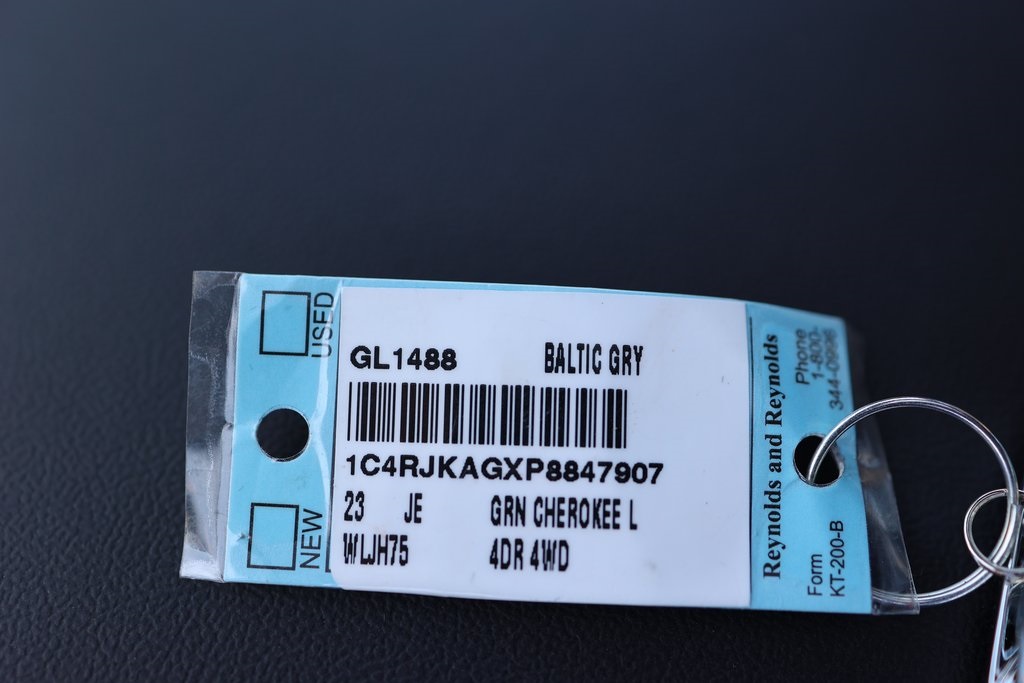 USED
NEW
GL1488 BALTIC GRY
1C4RJKAGXP8847907
23 JE GRN CHEROKEE L
WLJH75 4DR 4WD
Reynolds and Reynolds
Phone
1-800-
344-0996
Form
KT-200-B